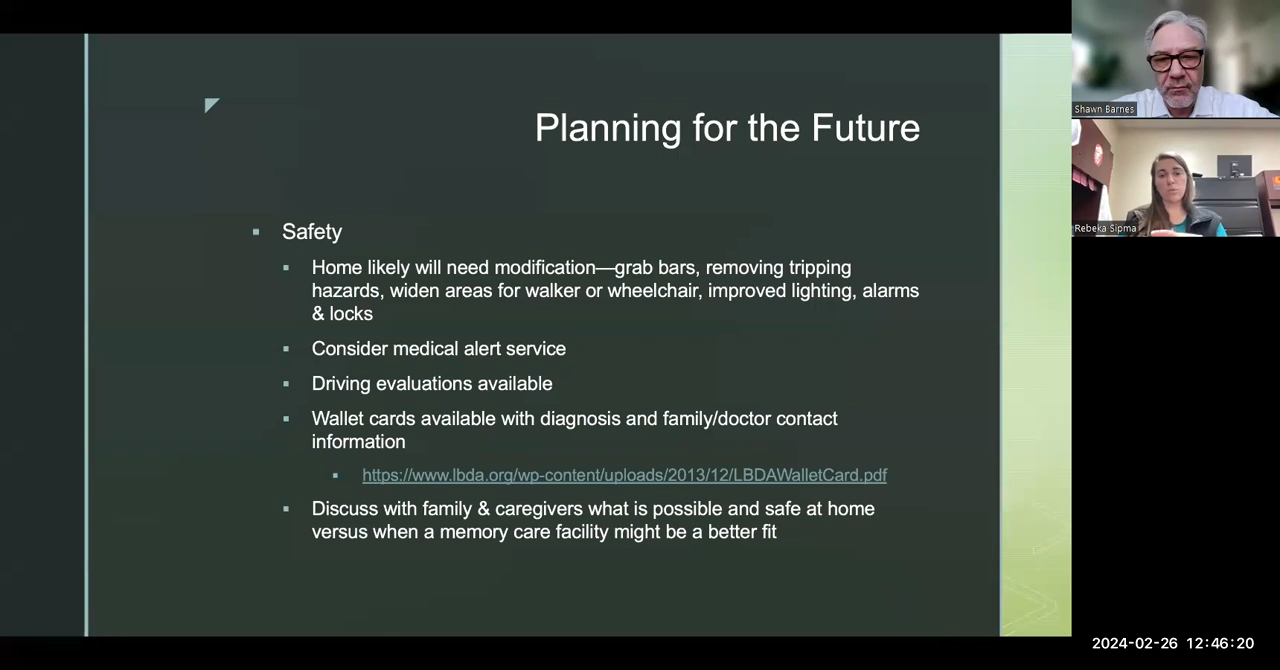 Planning for the Future
Safety
Home likely will need modification—grab bars, removing tripping
hazards, widen areas for walker or wheelchair, improved lighting, alarms
& locks
Consider medical alert service
Driving evaluations available
Wallet cards available with diagnosis and family/doctor contact
information
https://www.lbda.org/wp-content/uploads/2013/12/LBDAWalletCard.pdf
Discuss with family & caregivers what is possible and safe at home
versus when a memory care facility might be a better fit
Shawn Barnes
Rebeka Sipma
2024-02-26 12:46:20